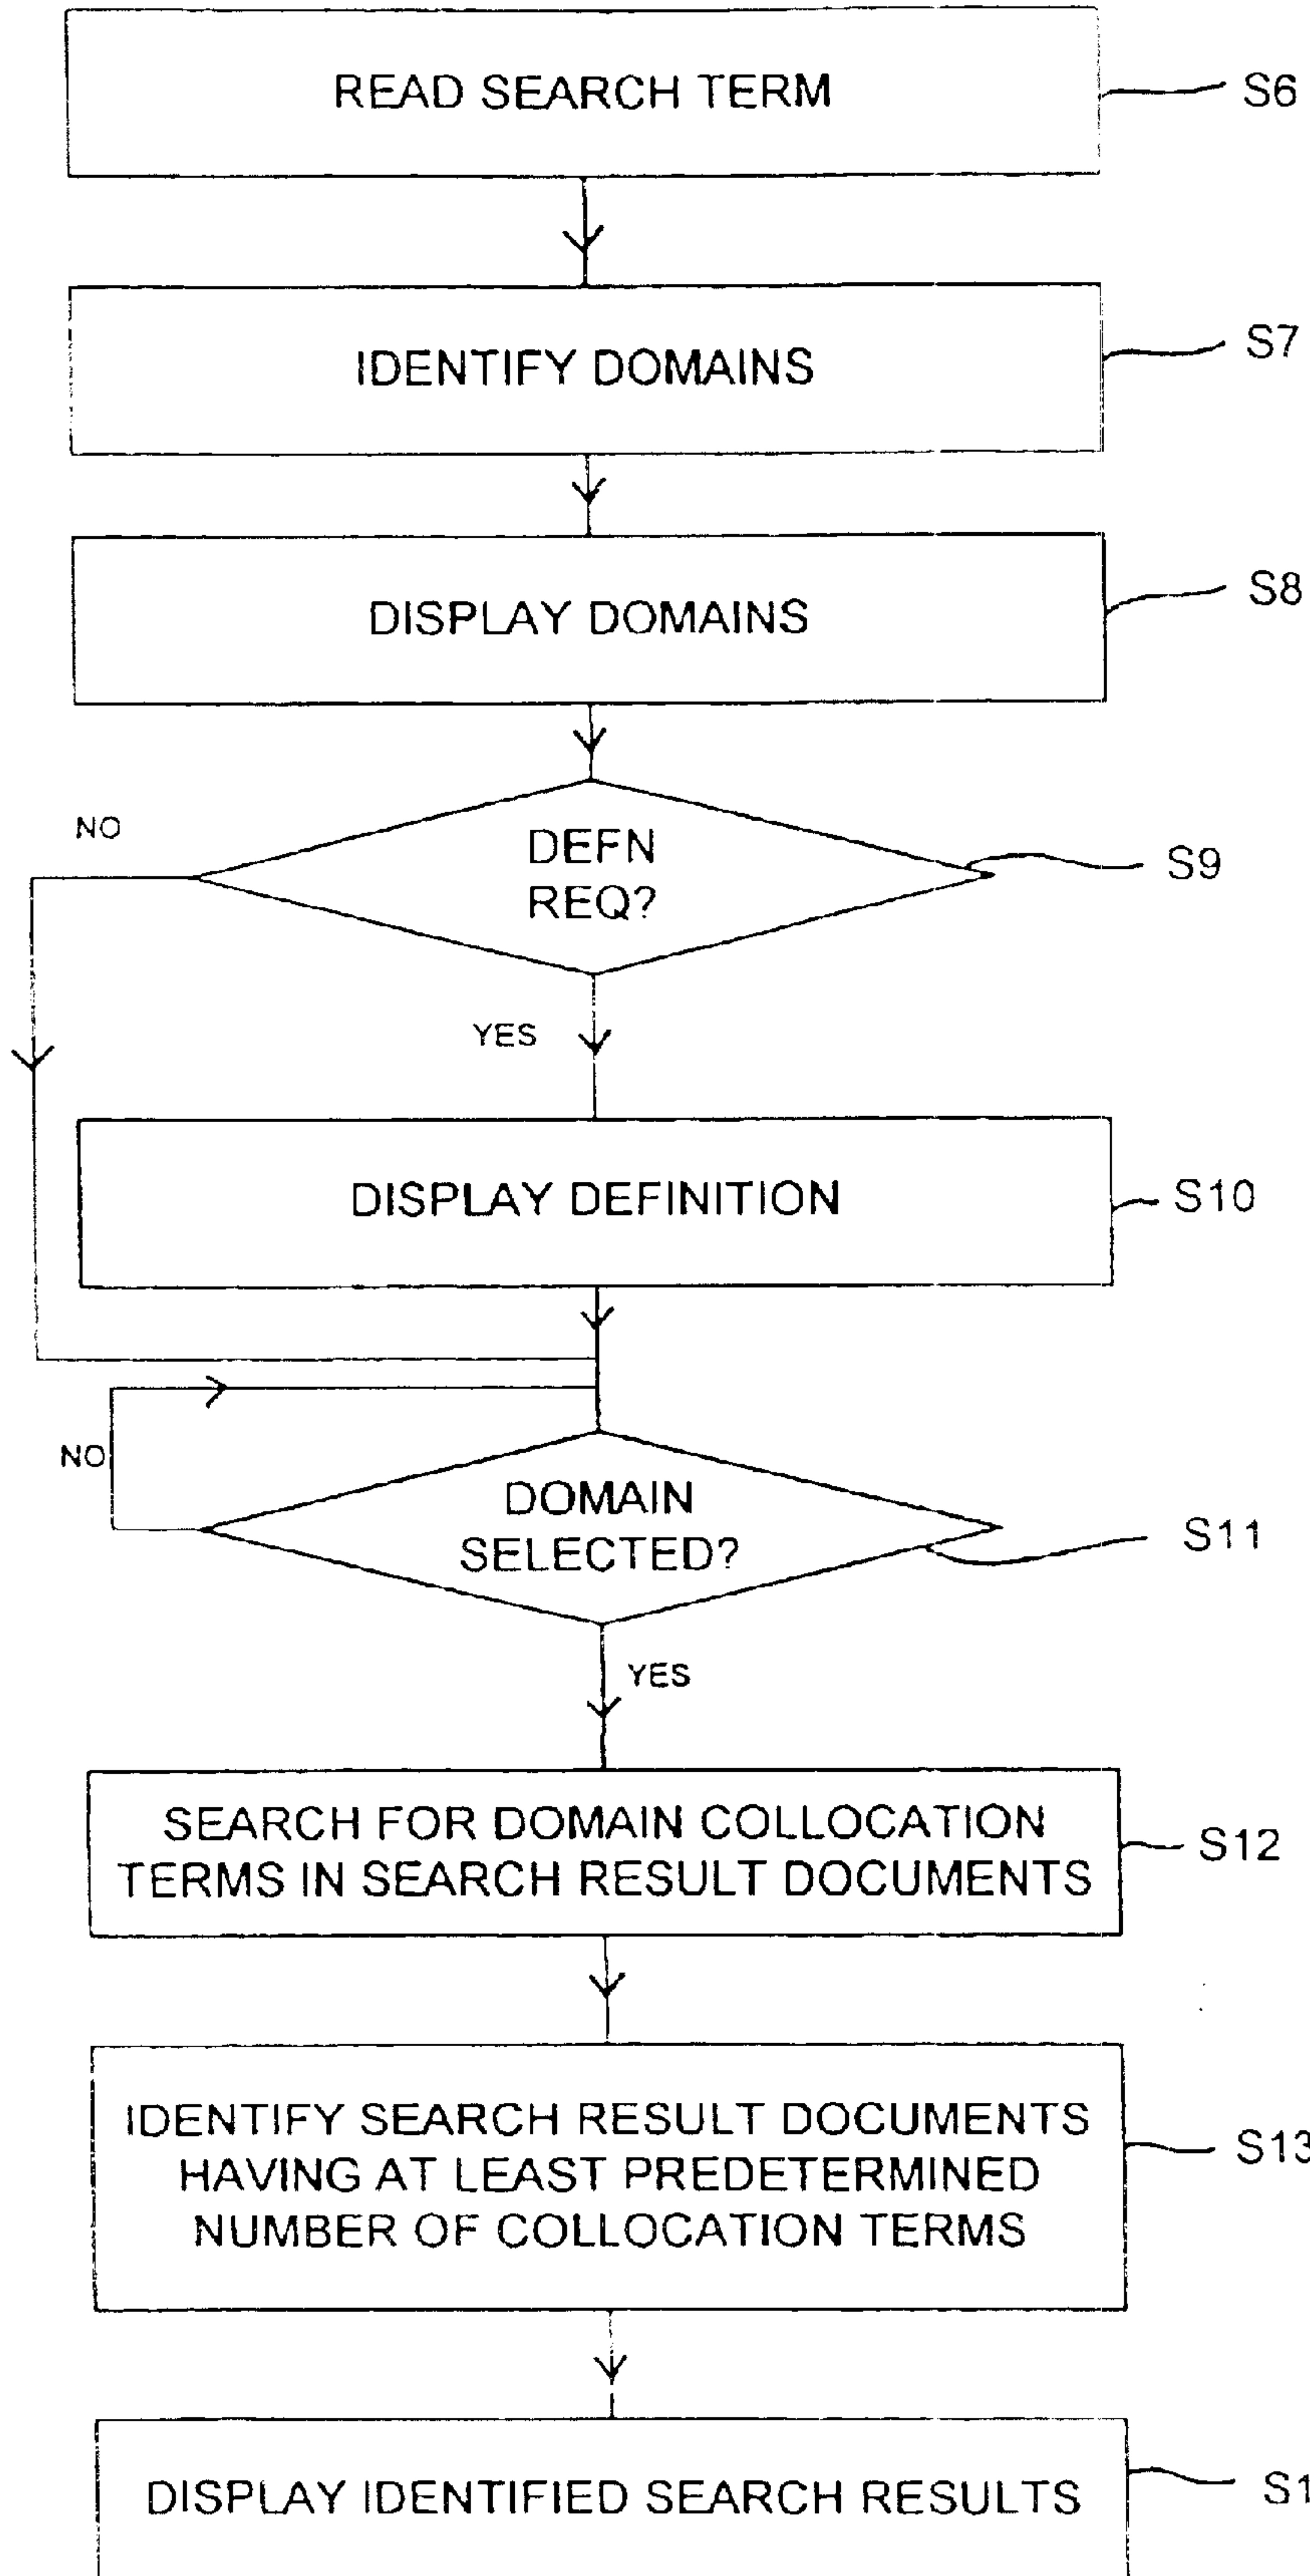 READ SEARCH TERM
S6
IDENTIFY DOMAINS
S7
DISPLAY DOMAINS
S8
NO
DEFN
REQ?
S9
YES
DISPLAY DEFINITION
S10
NO
DOMAIN
SELECTED?
S11
YES
SEARCH FOR DOMAIN COLLOCATION
TERMS IN SEARCH RESULT DOCUMENTS
S12
IDENTIFY SEARCH RESULT DOCUMENTS
HAVING AT LEAST PREDETERMINED
NUMBER OF COLLOCATION TERMS
S13
DISPLAY IDENTIFIED SEARCH RESULTS
S1